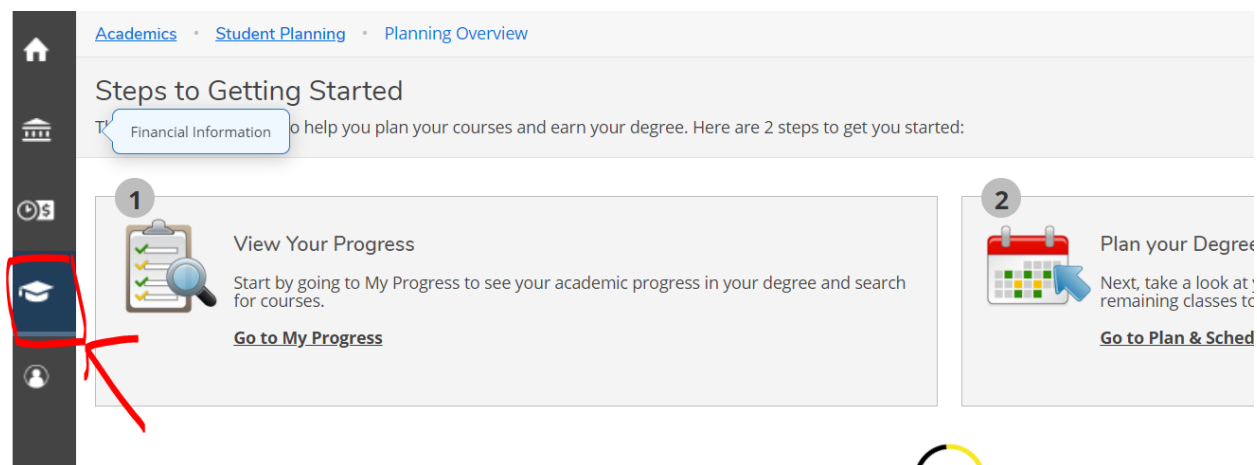 Academics • Student Planning • Planning Overview
Steps to Getting Started
Financial Information
help you plan your courses and earn your degree. Here are 2 steps to get you started:
1
View Your Progress
Start by going to My Progress to see your academic progress in your degree and search
for courses.
Go to My Progress
2
Plan your Degree
Next, take a look at
remaining classes to
Go to Plan & Sched
$